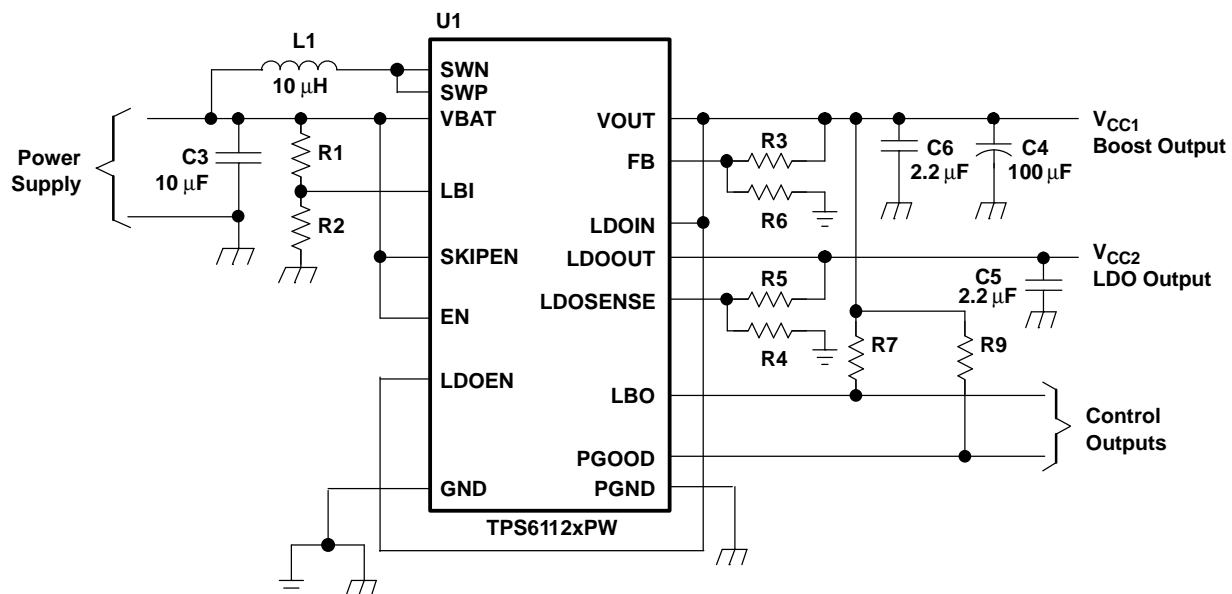 U1
L1
10 μH
SWN
SWP
VBAT
VOUT
VCC1
Boost Output
Power
Supply
C3
10 μF
R1
R3
C6
2.2 μF
C4
100 μF
FB
LBI
R6
R2
LDOIN
SKIPEN
LDOOUT
VCC2
LDO Output
C5
2.2 μF
R5
LDOSENSE
EN
R4
R7
R9
LDOEN
LBO
Control
Outputs
PGOOD
GND
PGND
TPS6112xPW